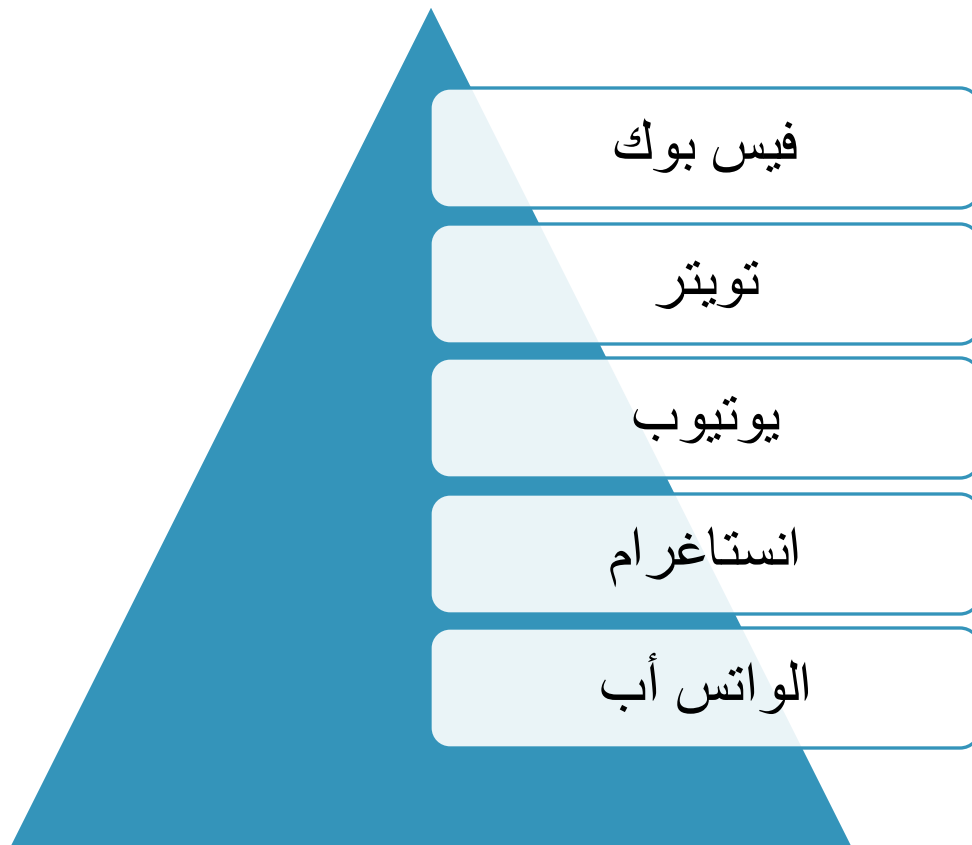 فيس بوك
تويتر
يوتيوب
انستاغرام
الواتس أب